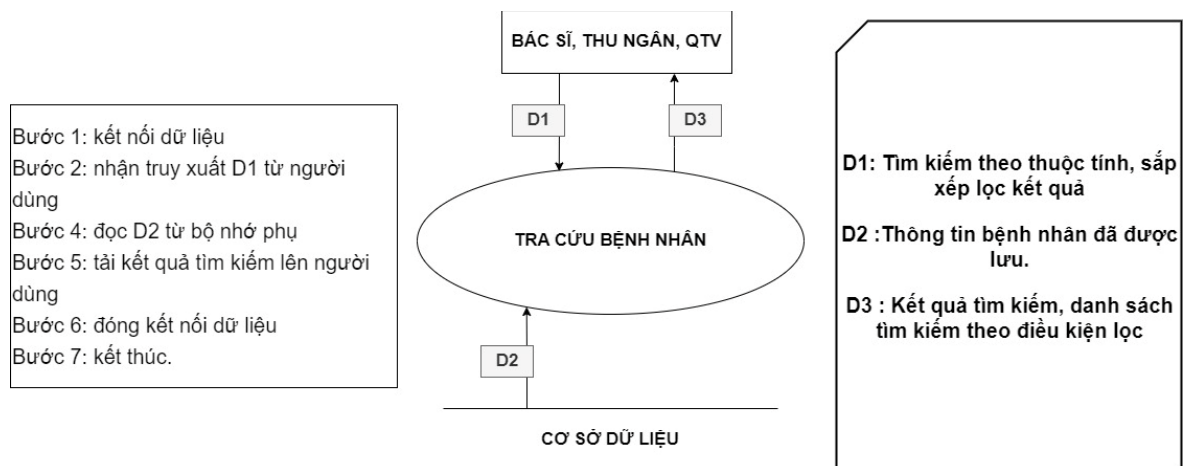 Bước 1: kết nối dữ liệu
Bước 2: nhận truy xuất D1 từ người
dùng
Bước 4: đọc D2 từ bộ nhớ phụ
Bước 5: tải kết quả tìm kiếm lên người
dùng
Bước 6: đóng kết nối dữ liệu
Bước 7: kết thúc.
BÁC SĨ, THU NGÂN, QTV
D1
D3
TRA CỨU BỆNH NHÂN
D2
CƠ SỞ DỮ LIỆU
D1: Tìm kiếm theo thuộc tính, sắp
xếp lọc kết quả
D2 :Thông tin bệnh nhân đã được
lưu.
D3 : Kết quả tìm kiếm, danh sách
tìm kiếm theo điều kiện lọc